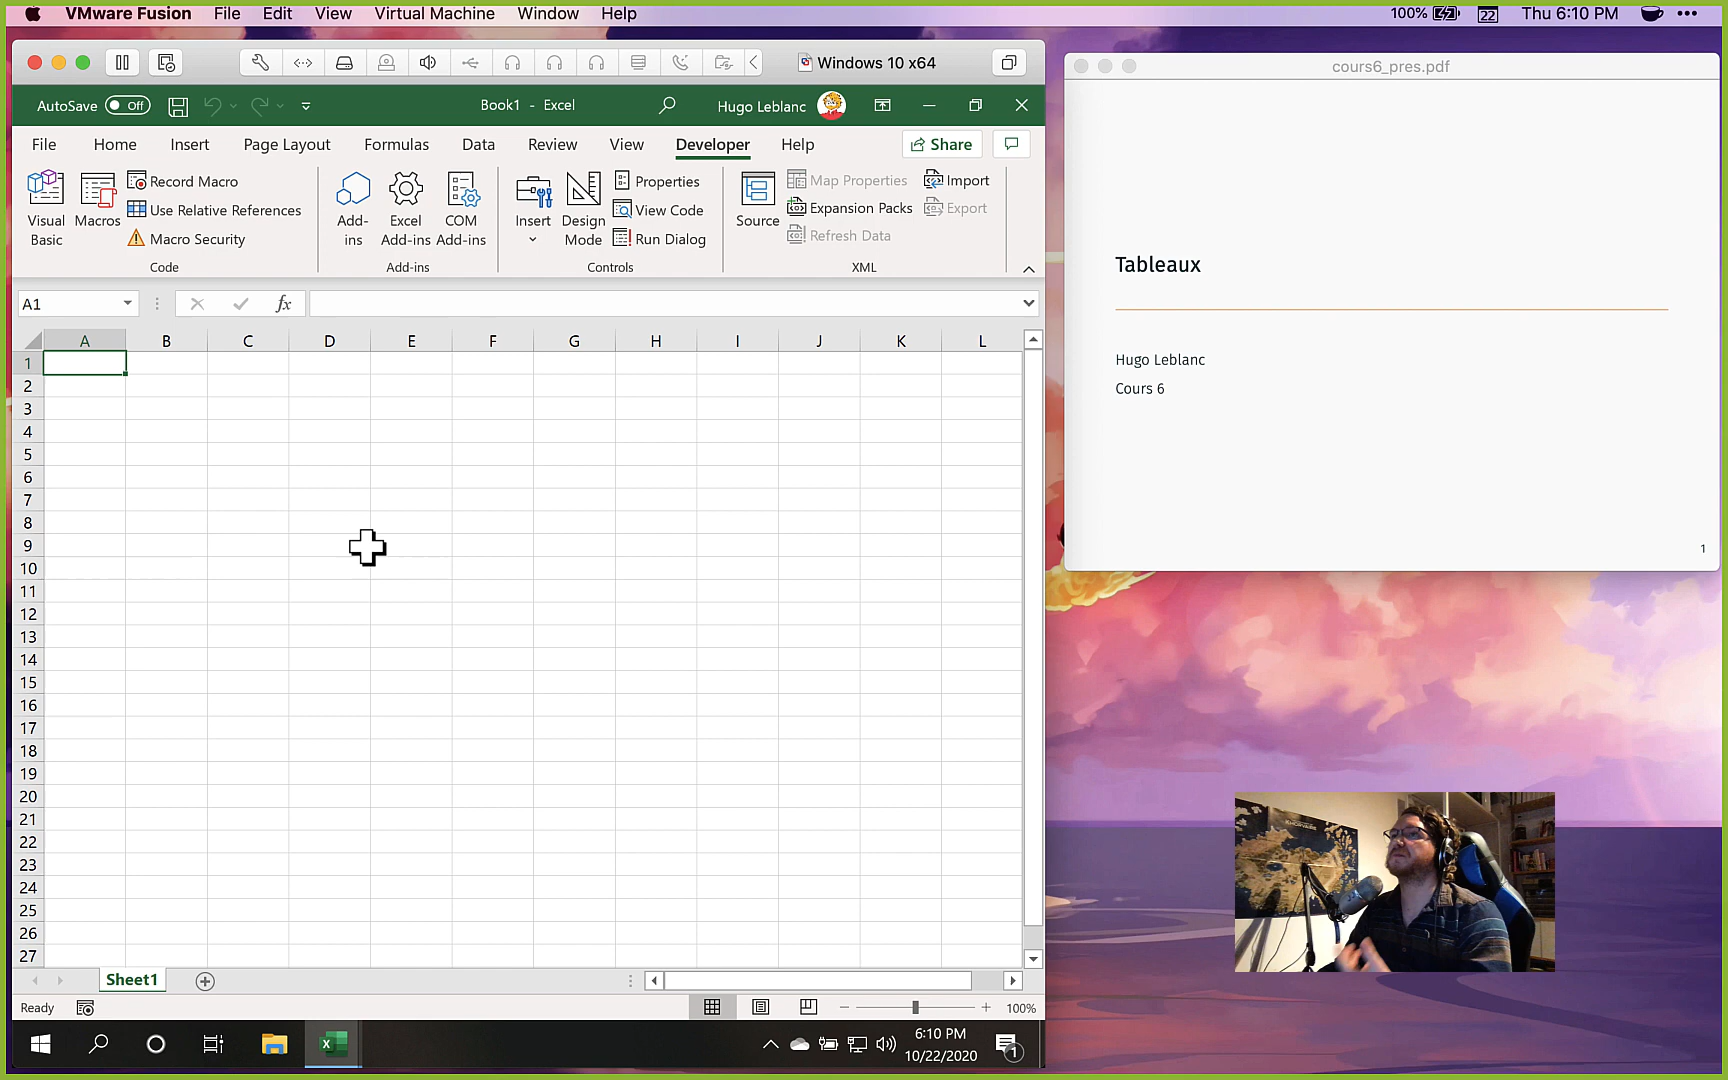 VMware Fusion File Edit View Virtual Machine Window Help 100% 22 Thu 6:10 PM
Windows 10 x64
AutoSave Off Book1 - Excel Hugo Leblanc
File Home Insert Page Layout Formulas Data Review View Developer Help Share
Visual Basic
Macros
Record Macro
Use Relative References
Macro Security
Code
Add-ins
Excel Add-ins
COM Add-ins
Add-ins
Insert
Design Mode
Properties
View Code
Run Dialog
Controls
Source
Map Properties
Expansion Packs
Refresh Data
Import
Export
XML
A1 fx
A B C D E F G H I J K L
1
2
3
4
5
6
7
8
9
10
11
12
13
14
15
16
17
18
19
20
21
22
23
24
25
26
27
Sheet1
Ready 100%
6:10 PM
10/22/2020
1
cours6_pres.pdf
Tableaux
Hugo Leblanc
Cours 6
1